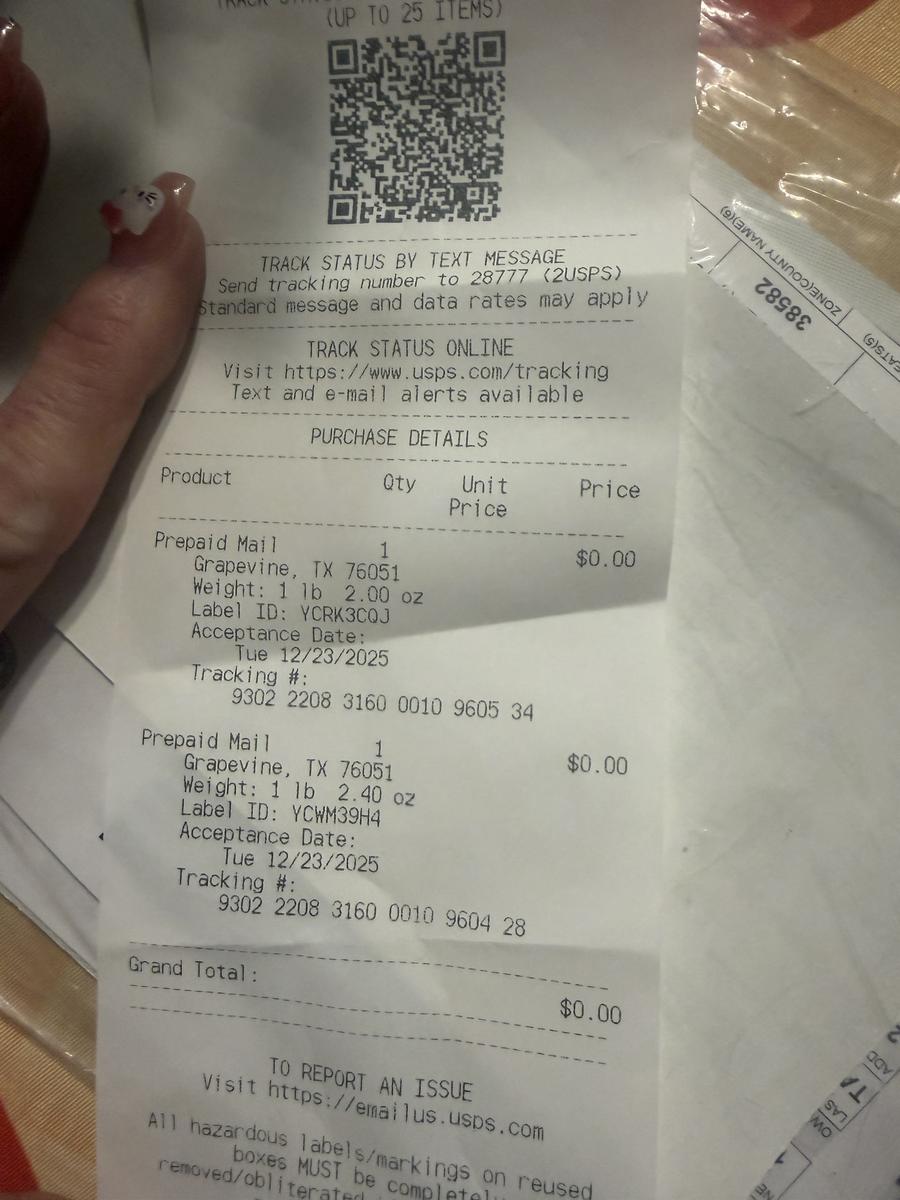 TRACK STATUS
(UP TO 25 ITEMS)
TRACK STATUS BY TEXT MESSAGE
Send tracking number to 28777 (2USPS)
Standard message and data rates may apply
TRACK STATUS ONLINE
Visit https://www.usps.com/tracking
Text and e-mail alerts available
PURCHASE DETAILS
Product Qty Unit Price
Price
Prepaid Mail 1 $0.00
Grapevine, TX 76051
Weight: 1 lb 2.00 oz
Label ID: YCRK3CQJ
Acceptance Date:
Tue 12/23/2025
Tracking #:
9302 2208 3160 0010 9605 34
Prepaid Mail 1 $0.00
Grapevine, TX 76051
Weight: 1 lb 2.40 oz
Label ID: YCWM39H4
Acceptance Date:
Tue 12/23/2025
Tracking #:
9302 2208 3160 0010 9604 28
Grand Total: $0.00
TO REPORT AN ISSUE
Visit https://emailus.usps.com
All hazardous labels/markings on reused
boxes MUST be
removed/obliterated
ZONE(COUNTY NAME)(6)
38582